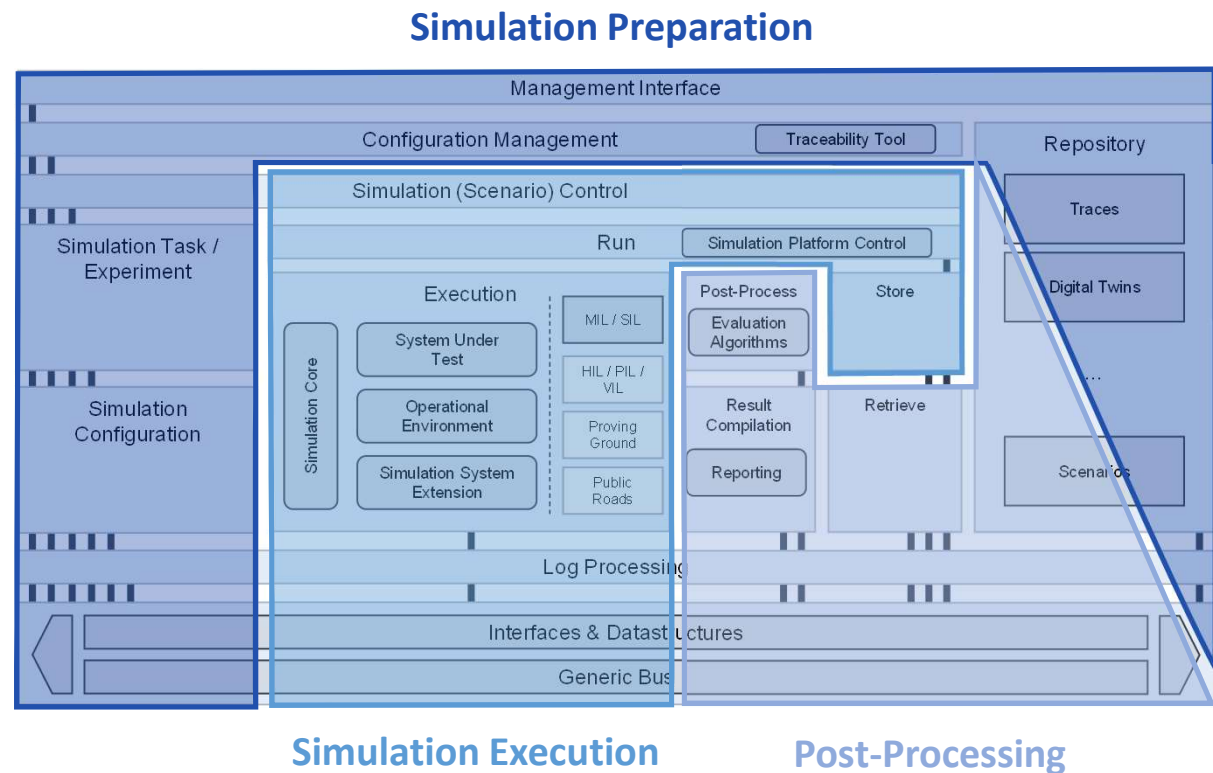 Simulation Preparation
Management Interface
Configuration Management
Traceability Tool
Repository
Simulation (Scenario) Control
Traces
Simulation Task /
Experiment
Run
Simulation Platform Control
Digital Twins
Execution
Post-Process
Store
MIL / SIL
Evaluation
Algorithms
System Under
Test
Simulation Core
HIL / PIL /
VIL
...
Simulation
Configuration
Operational
Environment
Proving
Ground
Result
Compilation
Retrieve
Simulation System
Extension
Public
Roads
Reporting
Scenarios
Log Processing
Interfaces & Datastructures
Generic Bus
Simulation Execution
Post-Processing